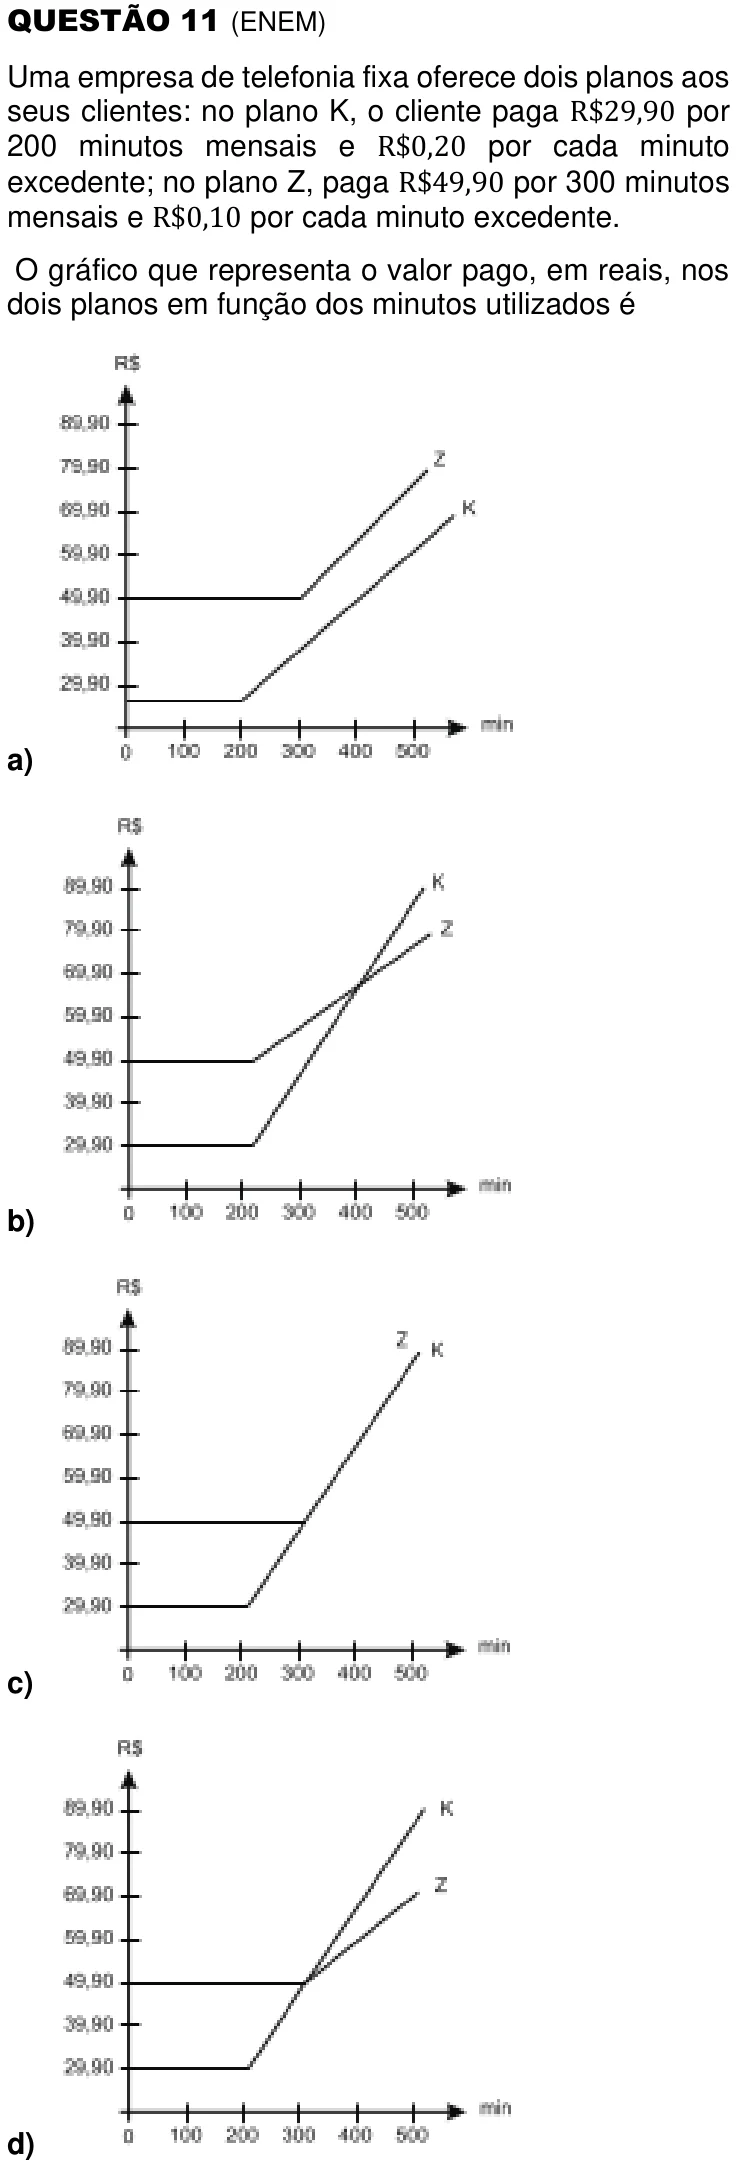 QUESTÃO 11 (ENEM)
Uma empresa de telefonia fixa oferece dois planos aos
seus clientes: no plano K, o cliente paga R$29,90 por
200 minutos mensais e R$0,20 por cada minuto
excedente; no plano Z, paga R$49,90 por 300 minutos
mensais e R$0,10 por cada minuto excedente.
O gráfico que representa o valor pago, em reais, nos
dois planos em função dos minutos utilizados é
R$
89,90
79,90
Z
69,90
K
59,90
49,90
39,90
29,90
min
0 100 200 300 400 500
a)
R$
89,90
K
79,90
Z
69,90
59,90
49,90
39,90
29,90
min
0 100 200 300 400 500
b)
R$
Z K
89,90
79,90
69,90
59,90
49,90
39,90
29,90
min
0 100 200 300 400 500
c)
R$
89,90
K
79,90
Z
69,90
59,90
49,90
39,90
29,90
min
0 100 200 300 400 500
d)